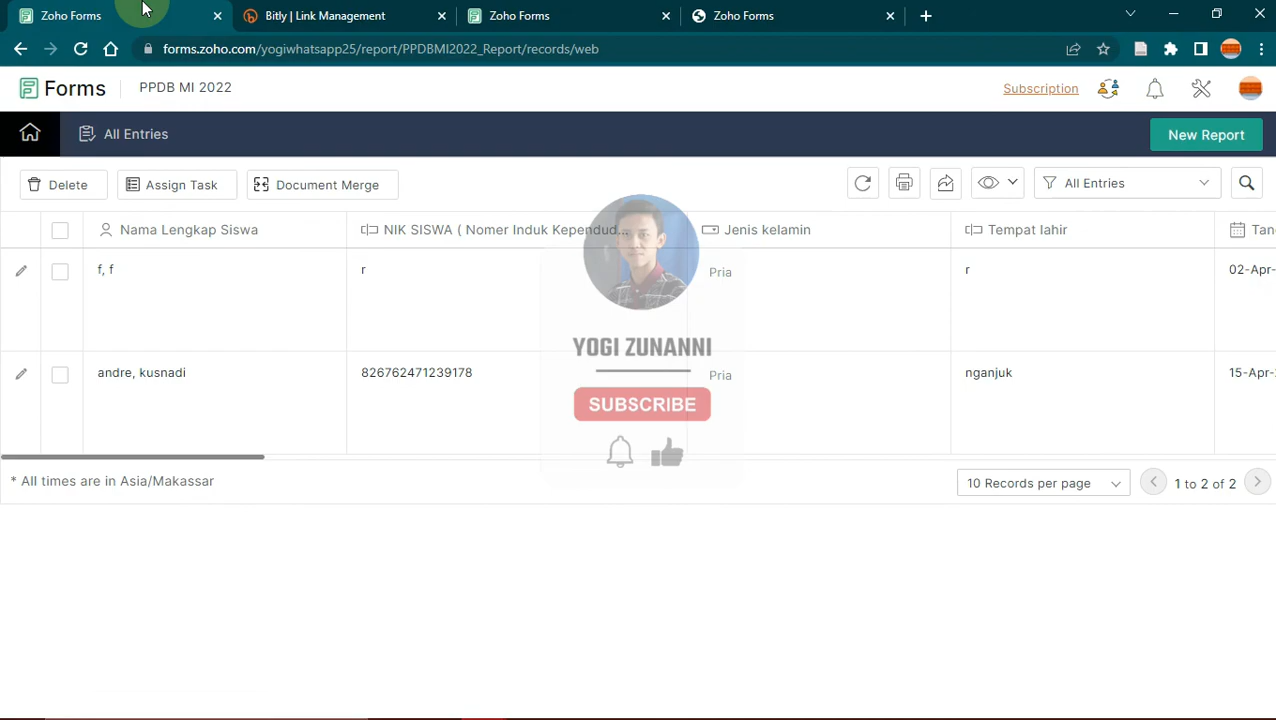 Zoho Forms
Bitly | Link Management
Zoho Forms
Zoho Forms
forms.zoho.com/yogiwhatsapp25/report/PPDBMI2022_Report/records/web
Forms
PPDB MI 2022
Subscription
All Entries
New Report
Delete
Assign Task
Document Merge
All Entries
Nama Lengkap Siswa
NIK SISWA ( Nomer Induk Kependud...
Jenis kelamin
Tempat lahir
Tan
f, f
r
Pria
r
02-Apr-
YOGI ZUNANNI
andre, kusnadi
826762471239178
Pria
nganjuk
15-Apr-
SUBSCRIBE
* All times are in Asia/Makassar
10 Records per page
1 to 2 of 2